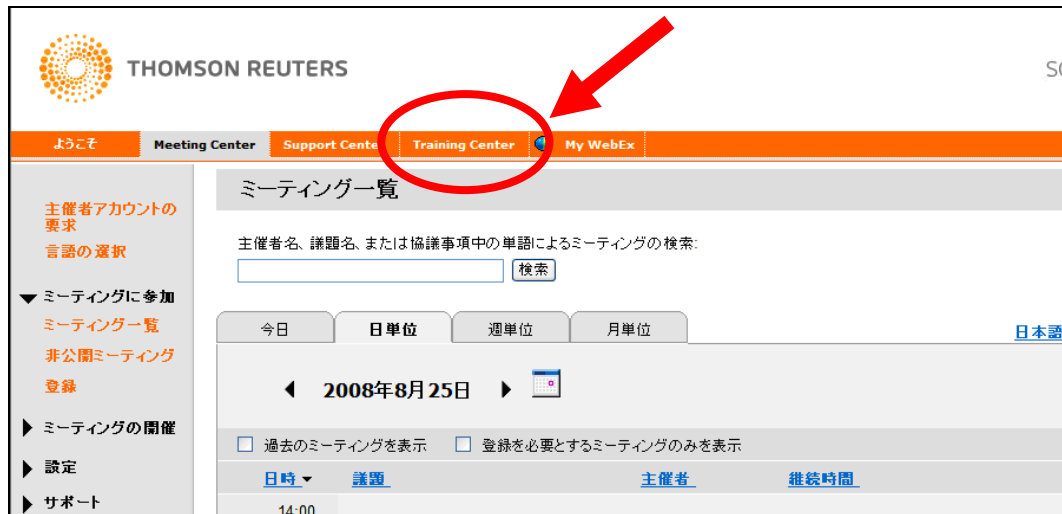 THOMSON REUTERS
ようこそ Meeting Center Support Cente Training Center My WebEx
主催者アカウントの
要求
言語の選択
▼ ミーティングに参加
ミーティング一覧
非公開ミーティング
登録
▶ ミーティングの開催
▶ 設定
▶ サポート
ミーティング一覧
主催者名、議題名、または協議事項中の単語によるミーティングの検索:
検索
今日 日単位 週単位 月単位
日本語
◀ 2008年8月25日 ▶
過去のミーティングを表示 登録を必要とするミーティングのみを表示
日時 ▼ 議題 主催者 継続時間
14:00